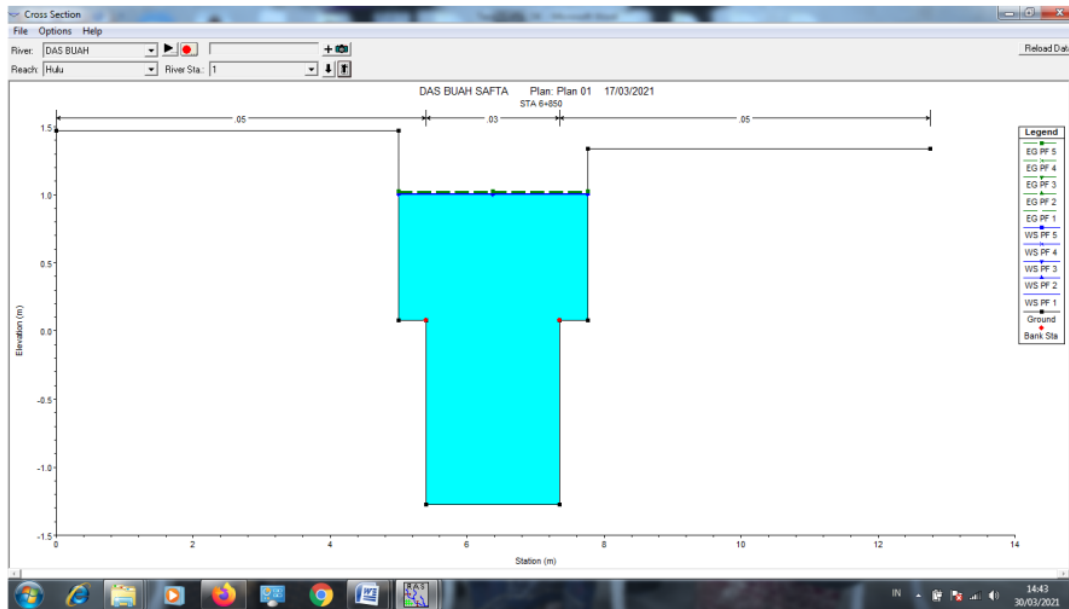 Cross Section
File Options Help
River: DAS BUAH
Reload Data
Reach: Hulu River Sta.: 1
DAS BUAH SAFTA Plan: Plan 01 17/03/2021
STA 6+850
.05 .03 .05
Legend
EG PF 5
EG PF 4
EG PF 3
EG PF 2
EG PF 1
WS PF 5
WS PF 4
WS PF 3
WS PF 2
WS PF 1
Ground
Bank Sta
1.5
1.0
0.5
0.0
-0.5
-1.0
-1.5
Elevation (m)
0 2 4 6 8 10 12 14
Station (m)
RAS
IN
14:43
30/03/2021